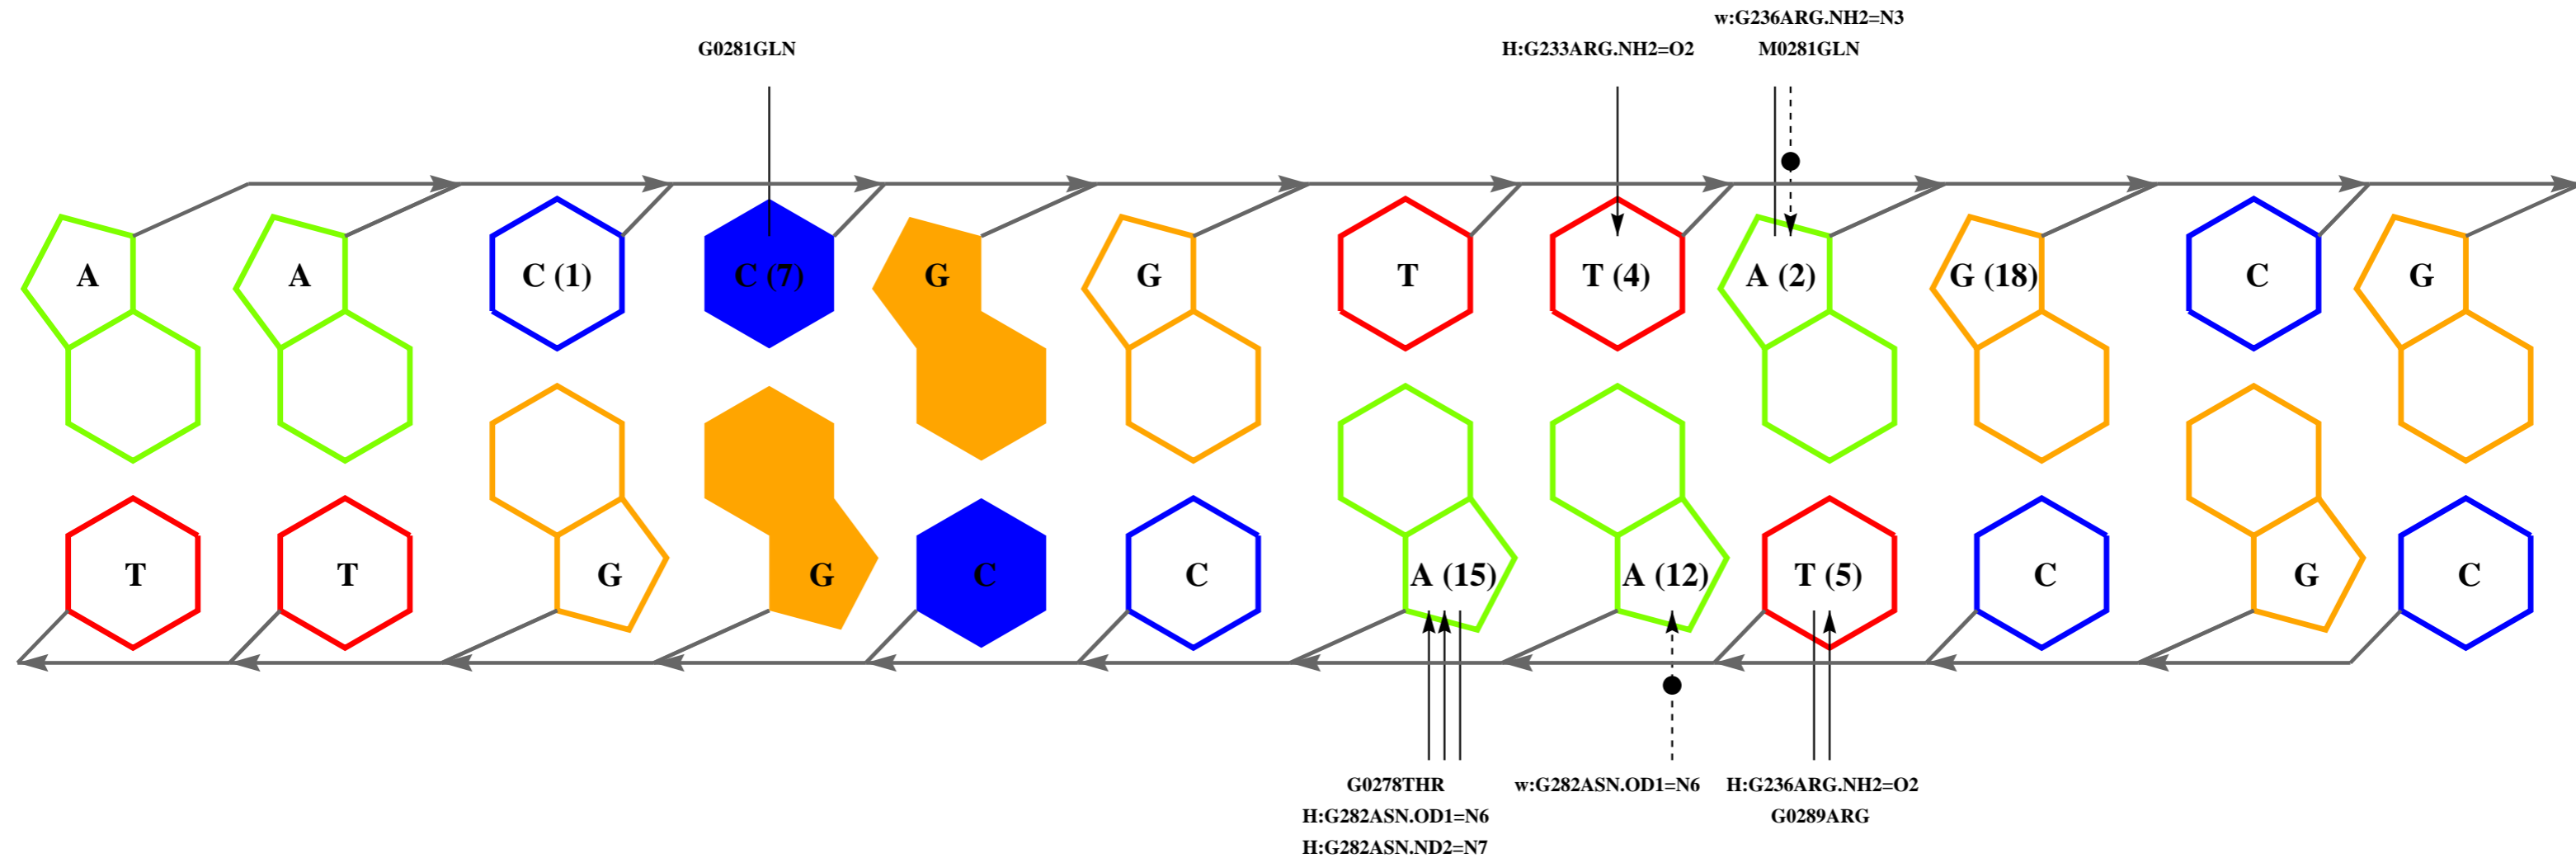 w:G236ARG.NH2=N3
G0281GLN H:G233ARG.NH2=O2 M0281GLN
A A C (1) C (7) G G T T (4) A (2) G (18) C G
T T G G C C A (15) A (12) T (5) C G C
G0278THR w:G282ASN.OD1=N6 H:G236ARG.NH2=O2
H:G282ASN.OD1=N6 G0289ARG
H:G282ASN.ND2=N7